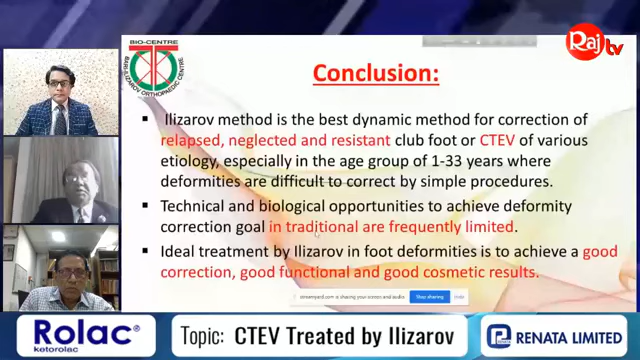 BIO-CENTRE
BARI-ILIZAROV ORTHOPAEDIC CENTRE
Raj tv
Conclusion:
▪ Ilizarov method is the best dynamic method for correction of
relapsed, neglected and resistant club foot or CTEV of various
etiology, especially in the age group of 1-33 years where
deformities are difficult to correct by simple procedures.
▪ Technical and biological opportunities to achieve deformity
correction goal in traditional are frequently limited.
▪ Ideal treatment by Ilizarov in foot deformities is to achieve a good
correction, good functional and good cosmetic results.
streamyard.com is sharing your screen and audio
Stop sharing
Hide
Rolac®
ketorolac
Topic: CTEV Treated by Ilizarov
RENATA LIMITED